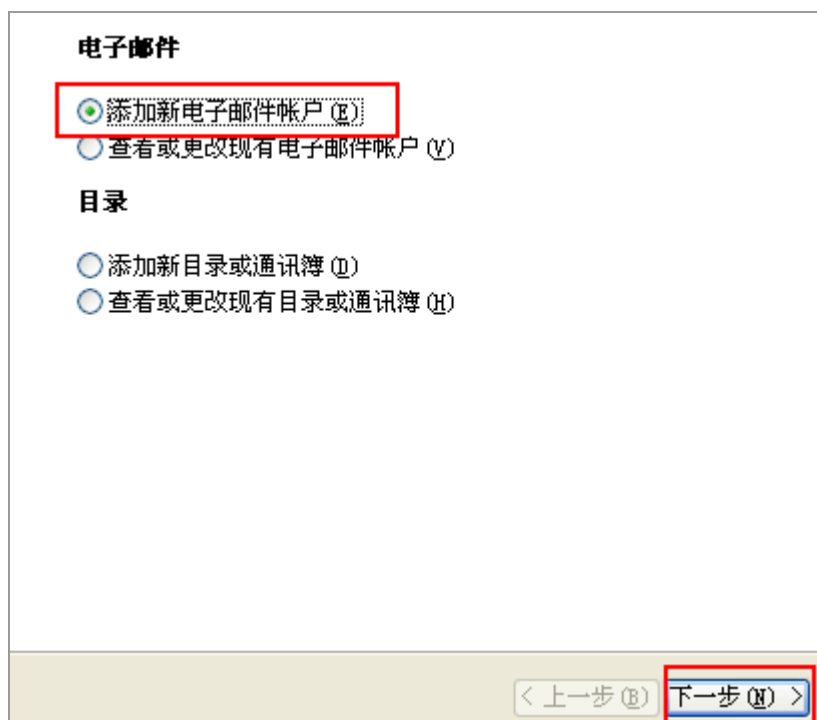 电子邮件
添加新电子邮件帐户(E)
查看或更改现有电子邮件帐户(V)
目录
添加新目录或通讯簿(D)
查看或更改现有目录或通讯簿(H)
< 上一步(B) 下一步(N) >